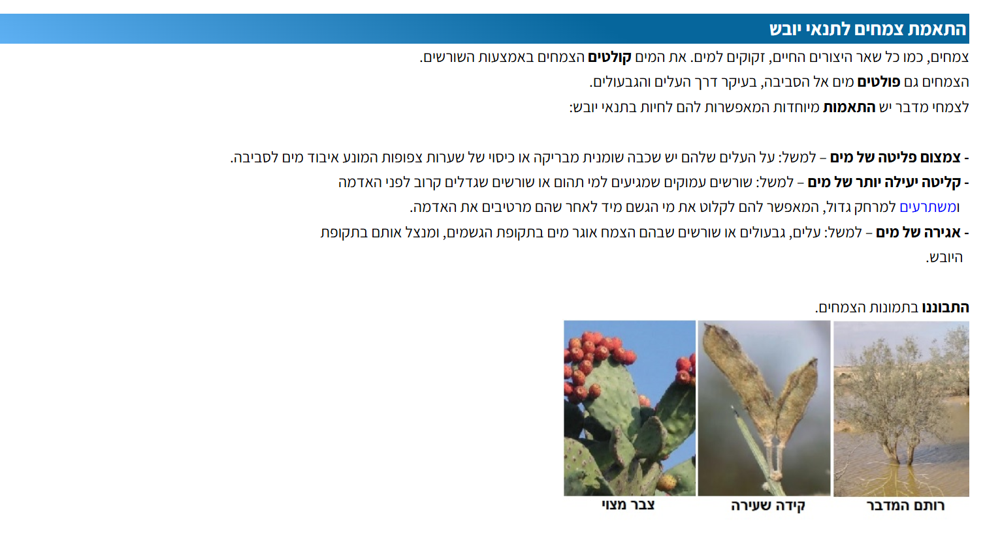 התאמת צמחים לתנאי יובש
צמחים, כמו כל שאר היצורים החיים, זקוקים למים. את המים קולטים הצמחים באמצעות השורשים.
הצמחים גם פולטים מים אל הסביבה, בעיקר דרך העלים והגבעולים.
לצמחי מדבר יש התאמות מיוחדות המאפשרות להם לחיות בתנאי יובש:
- צמצום פליטה של מים – למשל: על העלים שלהם יש שכבה שומנית מבריקה או כיסוי של שערות צפופות המונע איבוד מים לסביבה.
- קליטה יעילה יותר של מים – למשל: שורשים עמוקים שמגיעים למי תהום או שורשים שגדלים קרוב לפני האדמה
ומשתרעים למרחק גדול, המאפשר להם לקלוט את מי הגשם מיד לאחר שהם מרטיבים את האדמה.
- אגירה של מים – למשל: עלים, גבעולים או שורשים שבהם הצמח אוגר מים בתקופת הגשמים, ומנצל אותם בתקופת
היובש.
התבוננו בתמונות הצמחים.
רותם המדבר
קידה שעירה
צבר מצוי